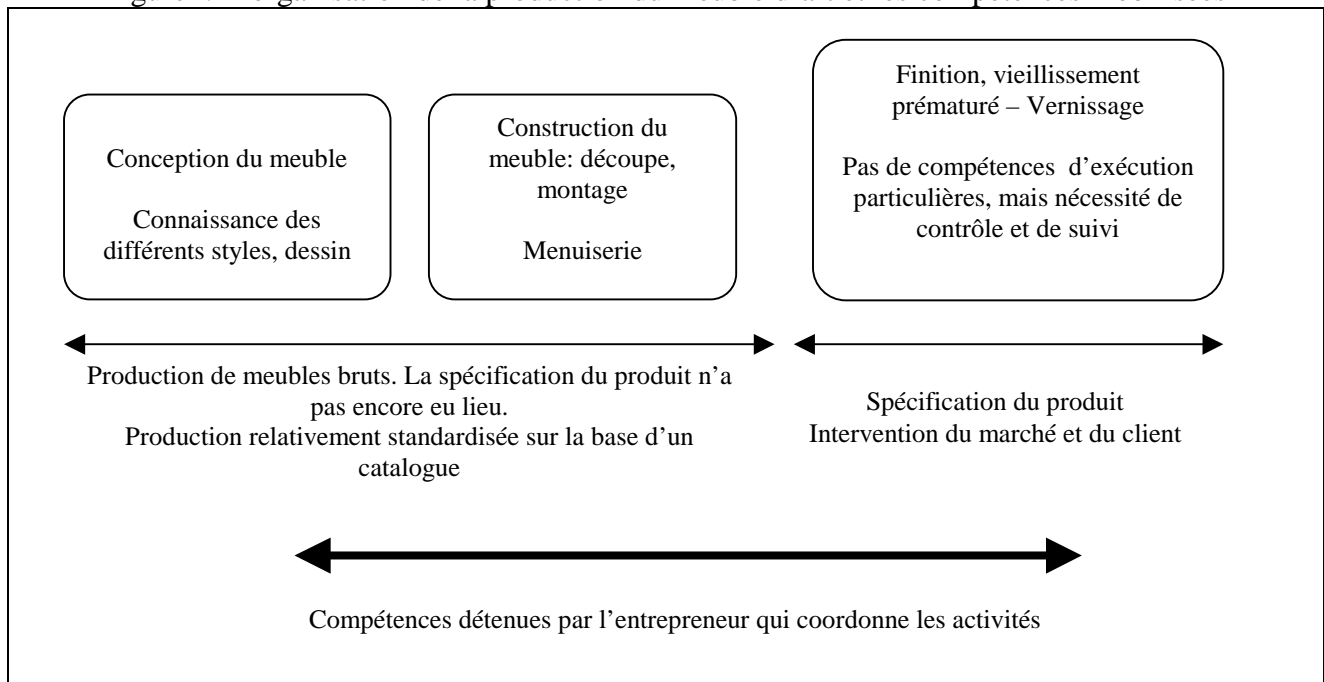 Conception du meuble
Connaissance des
différents styles, dessin
Construction du
meuble: découpe,
montage
Menuiserie
Finition, vieillissement
prématuré – Vernissage
Pas de compétences d’exécution
particulières, mais nécessité de
contrôle et de suivi
Production de meubles bruts. La spécification du produit n’a
pas encore eu lieu.
Production relativement standardisée sur la base d’un
catalogue
Spécification du produit
Intervention du marché et du client
Compétences détenues par l’entrepreneur qui coordonne les activités